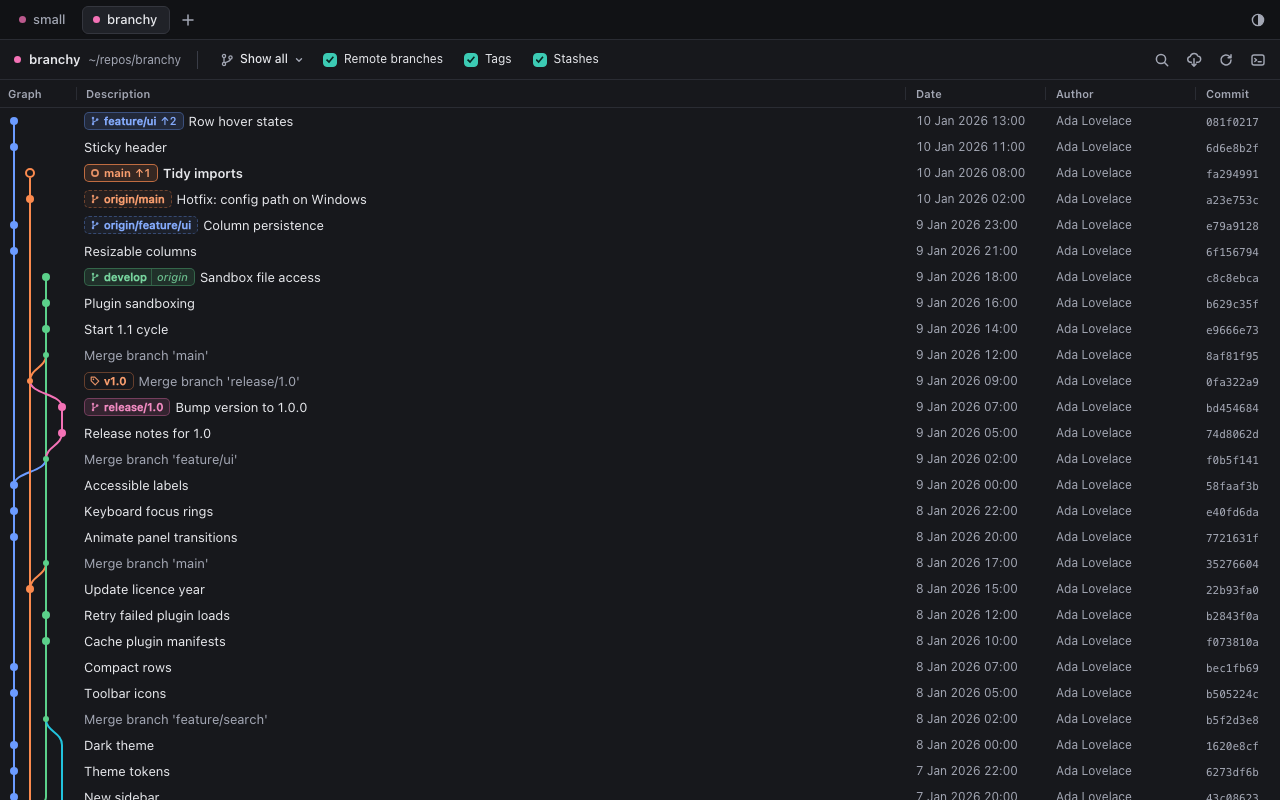 small branchy
branchy ~/repos/branchy Show all Remote branches Tags Stashes
Graph Description Date Author Commit
feature/ui ↑2 Row hover states 10 Jan 2026 13:00 Ada Lovelace 081f0217
Sticky header 10 Jan 2026 11:00 Ada Lovelace 6d6e8b2f
main ↑1 Tidy imports 10 Jan 2026 08:00 Ada Lovelace fa294991
origin/main Hotfix: config path on Windows 10 Jan 2026 02:00 Ada Lovelace a23e753c
origin/feature/ui Column persistence 9 Jan 2026 23:00 Ada Lovelace e79a9128
Resizable columns 9 Jan 2026 21:00 Ada Lovelace 6f156794
develop origin Sandbox file access 9 Jan 2026 18:00 Ada Lovelace c8c8ebca
Plugin sandboxing 9 Jan 2026 16:00 Ada Lovelace b629c35f
Start 1.1 cycle 9 Jan 2026 14:00 Ada Lovelace e9666e73
Merge branch 'main' 9 Jan 2026 12:00 Ada Lovelace 8af81f95
v1.0 Merge branch 'release/1.0' 9 Jan 2026 09:00 Ada Lovelace 0fa322a9
release/1.0 Bump version to 1.0.0 9 Jan 2026 07:00 Ada Lovelace bd454684
Release notes for 1.0 9 Jan 2026 05:00 Ada Lovelace 74d8062d
Merge branch 'feature/ui' 9 Jan 2026 02:00 Ada Lovelace f0b5f141
Accessible labels 9 Jan 2026 00:00 Ada Lovelace 58faaf3b
Keyboard focus rings 8 Jan 2026 22:00 Ada Lovelace e40fd6da
Animate panel transitions 8 Jan 2026 20:00 Ada Lovelace 7721631f
Merge branch 'main' 8 Jan 2026 17:00 Ada Lovelace 35276604
Update licence year 8 Jan 2026 15:00 Ada Lovelace 22b93fa0
Retry failed plugin loads 8 Jan 2026 12:00 Ada Lovelace b2843f0a
Cache plugin manifests 8 Jan 2026 10:00 Ada Lovelace f073810a
Compact rows 8 Jan 2026 07:00 Ada Lovelace bec1fb69
Toolbar icons 8 Jan 2026 05:00 Ada Lovelace b505224c
Merge branch 'feature/search' 8 Jan 2026 02:00 Ada Lovelace b5f2d3e8
Dark theme 8 Jan 2026 00:00 Ada Lovelace 1620e8cf
Theme tokens 7 Jan 2026 22:00 Ada Lovelace 6273df6b
New sidebar 7 Jan 2026 20:00 Ada Lovelace 43c08623